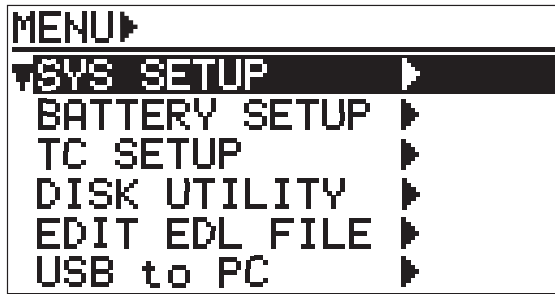 MENU▶
▼SYS SETUP ▶
BATTERY SETUP ▶
TC SETUP ▶
DISK UTILITY ▶
EDIT EDL FILE ▶
USB to PC ▶